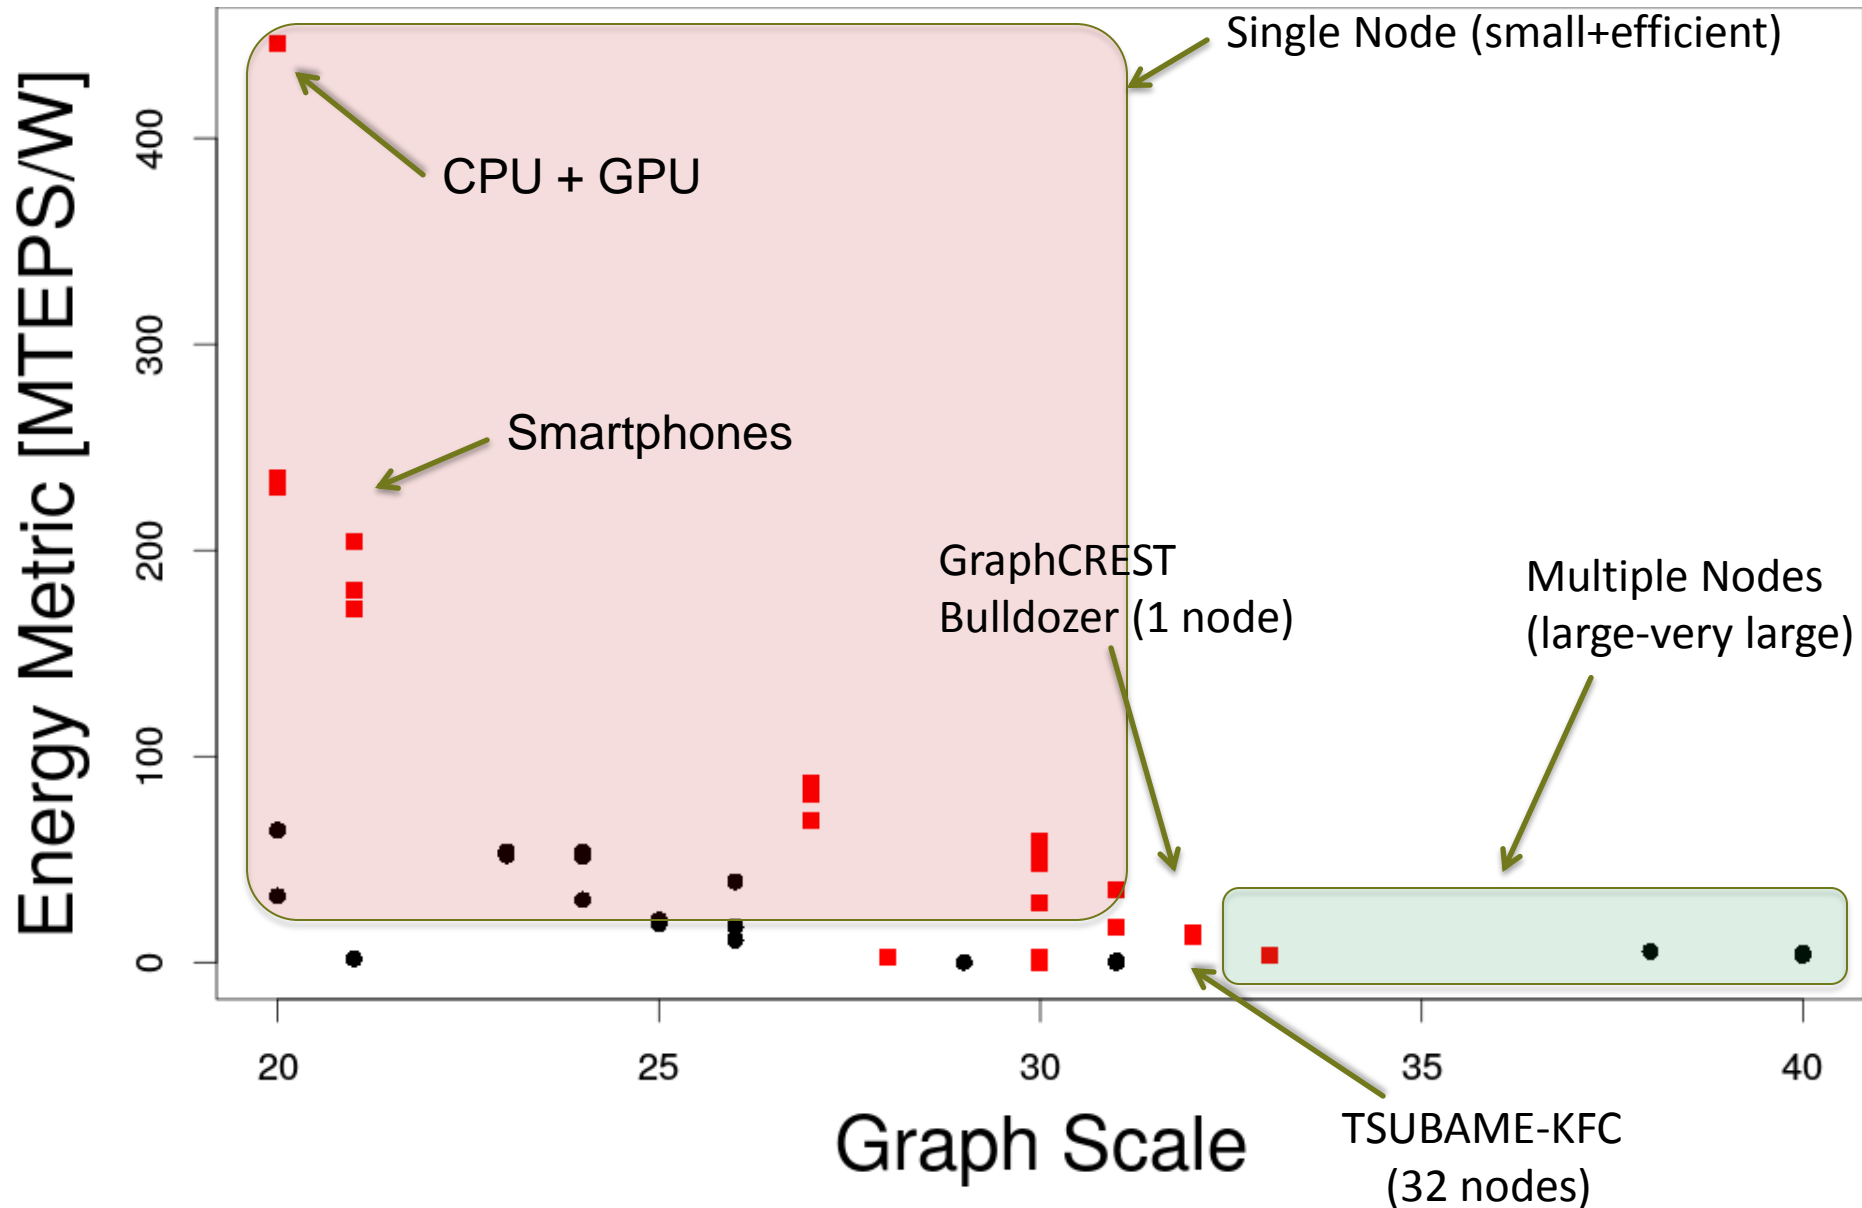 Single Node (small+efficient)
Energy Metric [MTEPS/W]
400
300
200
100
0
CPU + GPU
Smartphones
GraphCREST
Bulldozer (1 node)
Multiple Nodes
(large-very large)
20
25
30
35
40
Graph Scale
TSUBAME-KFC
(32 nodes)